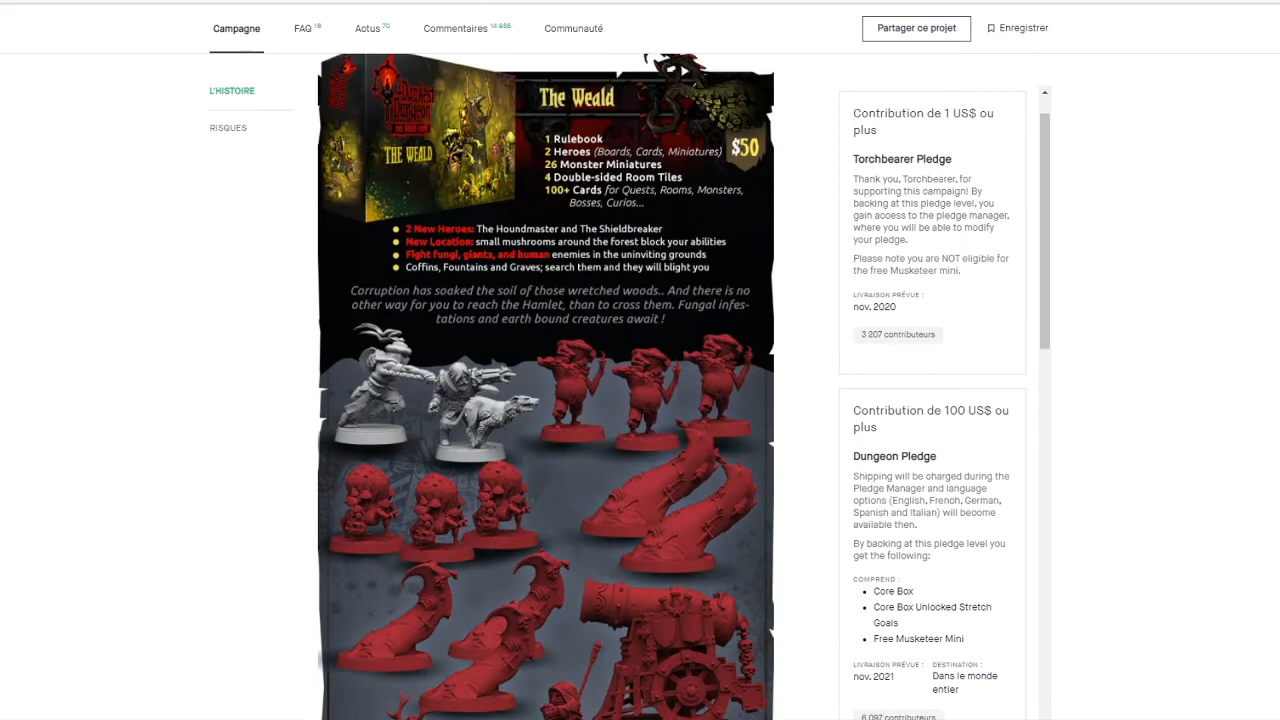 Campagne
FAQ 18
Actus 70
Commentaires 14 955
Communauté
Partager ce projet
Enregistrer
L'HISTOIRE
RISQUES
Darkest
Dungeon
THE BOARD GAME
THE WEALD
The Weald
1 Rulebook
2 Heroes (Boards, Cards, Miniatures)
26 Monster Miniatures
4 Double-sided Room Tiles
100+ Cards for Quests, Rooms, Monsters,
Bosses, Curios...
$50
2 New Heroes: The Houndmaster and The Shieldbreaker
New Location: small mushrooms around the forest block your abilities
Fight fungi, giants, and human enemies in the uninviting grounds
Coffins, Fountains and Graves; search them and they will blight you
Corruption has soaked the soil of those wretched woods.. And there is no
other way for you to reach the Hamlet, than to cross them. Fungal infes-
tations and earth bound creatures await !
Contribution de 1 US$ ou
plus
Torchbearer Pledge
Thank you, Torchbearer, for
supporting this campaign! By
backing at this pledge level, you
gain access to the pledge manager,
where you will be able to modify
your pledge.
Please note you are NOT eligible for
the free Musketeer mini.
LIVRAISON PRÉVUE :
nov. 2020
3 207 contributeurs
Contribution de 100 US$ ou
plus
Dungeon Pledge
Shipping will be charged during the
Pledge Manager and language
options (English, French, German,
Spanish and Italian) will become
available then.
By backing at this pledge level you
get the following:
COMPREND :
Core Box
Core Box Unlocked Stretch
Goals
Free Musketeer Mini
LIVRAISON PRÉVUE :
nov. 2021
DESTINATION :
Dans le monde
entier
6 097 contributeurs